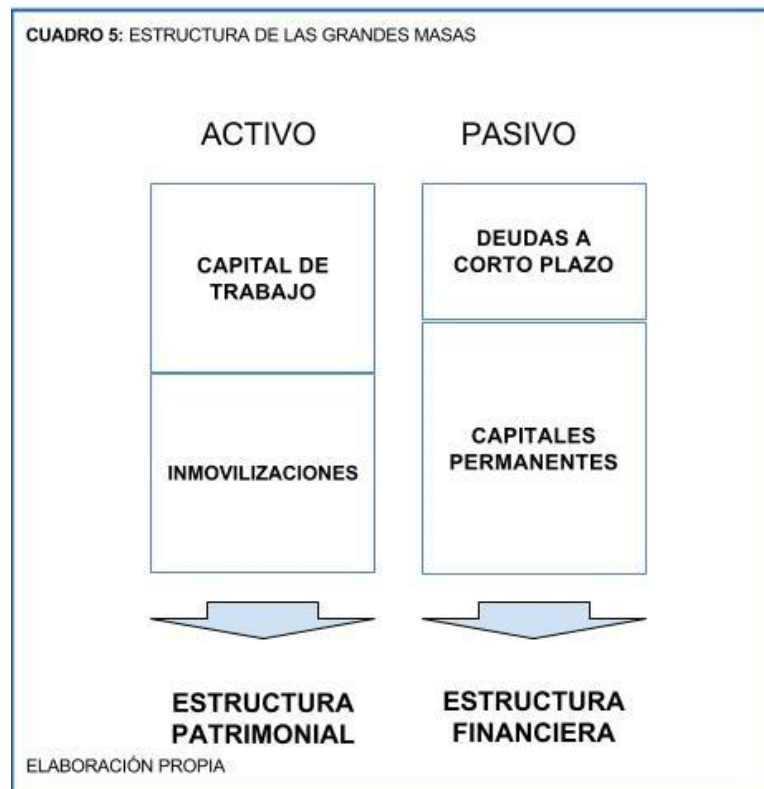 CUADRO 5: ESTRUCTURA DE LAS GRANDES MASAS
ACTIVO
PASIVO
CAPITAL DE
TRABAJO
DEUDAS A
CORTO PLAZO
INMOVILIZACIONES
CAPITALES
PERMANENTES
ESTRUCTURA
PATRIMONIAL
ESTRUCTURA
FINANCIERA
ELABORACIÓN PROPIA